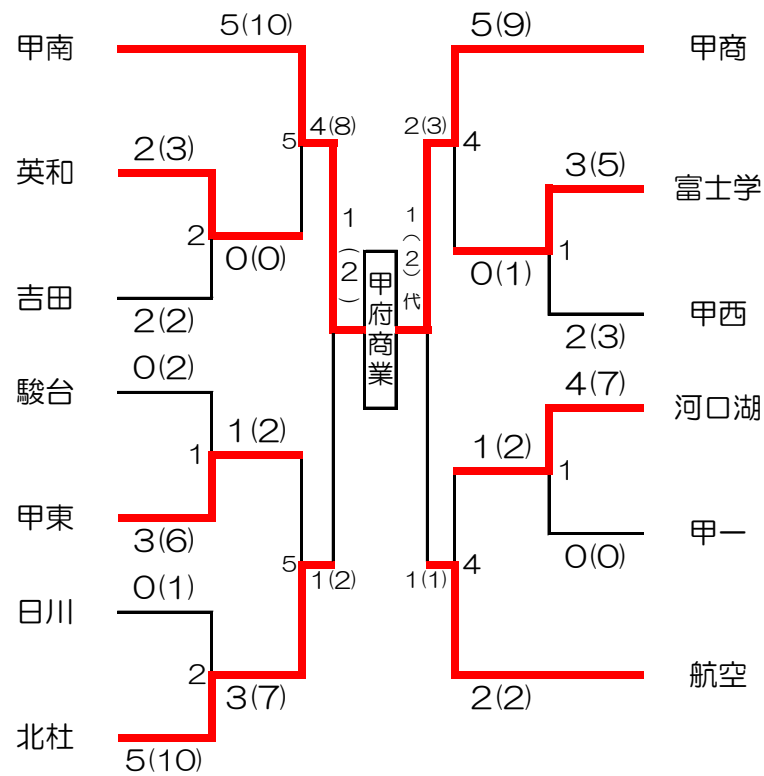 5(10)
5(9)
甲南
甲商
4(8)
2(3)
5
4
2(3)
3(5)
英和
富士学
1(2)
1(2)代
2
1
0(0)
0(1)
吉田
甲西
2(2)
2(3)
甲府商業
0(2)
4(7)
駿台
河口湖
1(2)
1(2)
1
1
甲東
甲一
3(6)
0(0)
5
4
0(1)
1(2)
1(1)
日川
2
航空
3(7)
2(2)
北杜
5(10)